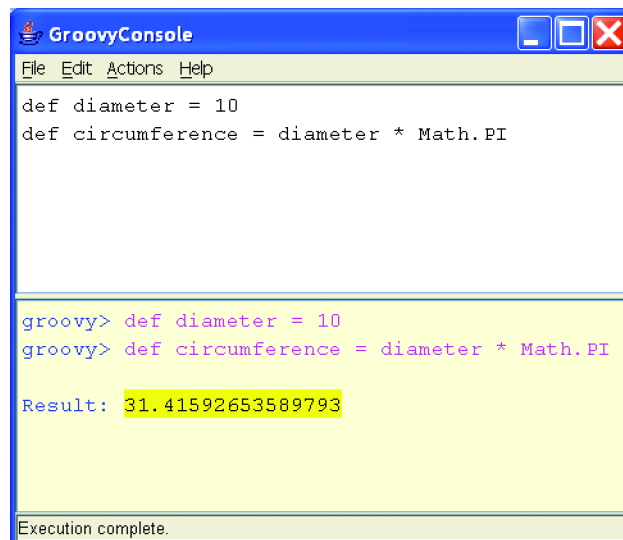 GroovyConsole
File Edit Actions Help
def diameter = 10
def circumference = diameter * Math.PI
groovy> def diameter = 10
groovy> def circumference = diameter * Math.PI
Result: 31.41592653589793
Execution complete.